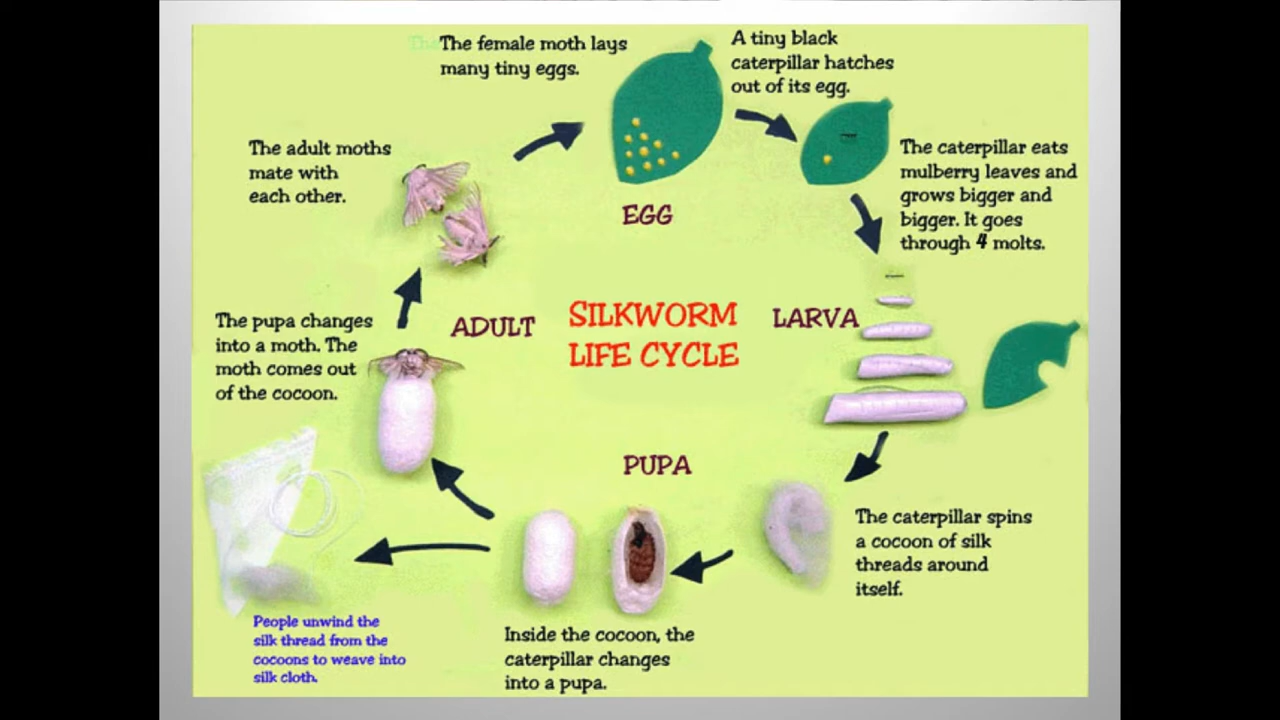 The female moth lays
many tiny eggs.
A tiny black
caterpillar hatches
out of its egg.
The caterpillar eats
mulberry leaves and
grows bigger and
bigger. It goes
through 4 molts.
The adult moths
mate with
each other.
EGG
SILKWORM
LIFE CYCLE
LARVA
ADULT
The pupa changes
into a moth. The
moth comes out
of the cocoon.
PUPA
The caterpillar spins
a cocoon of silk
threads around
itself.
Inside the cocoon, the
caterpillar changes
into a pupa.
People unwind the
silk thread from the
cocoons to weave into
silk cloth.